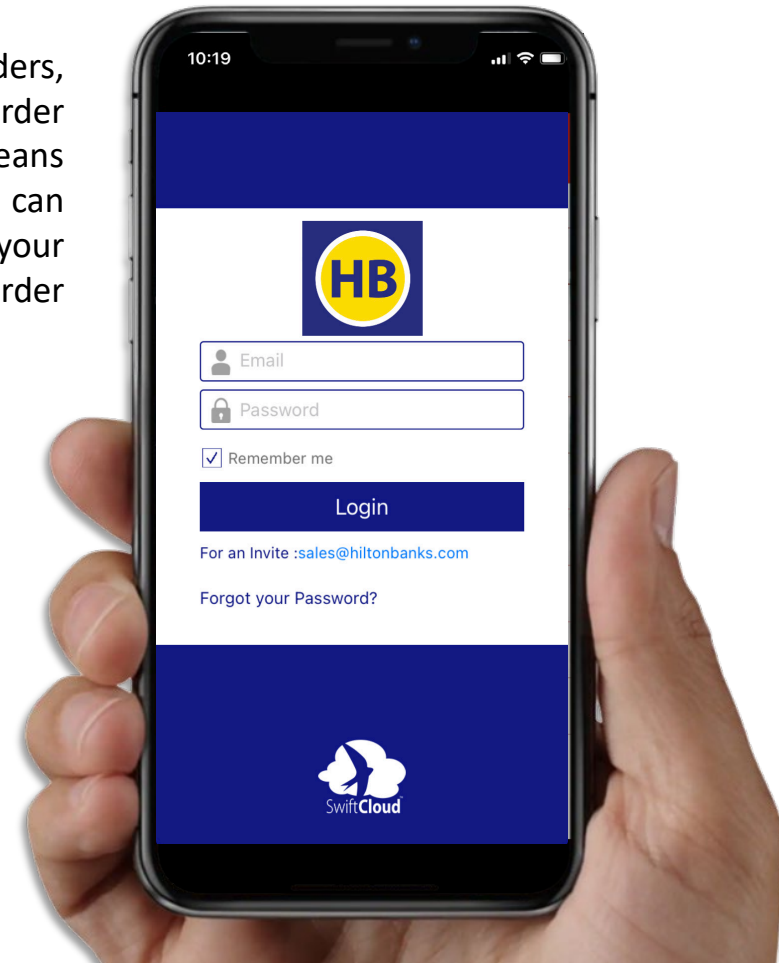 ders,
rder
eans
can
your
rder
10:19
HB
Email
Password
Remember me
Login
For an Invite :sales@hiltonbanks.com
Forgot your Password?
SwiftCloud